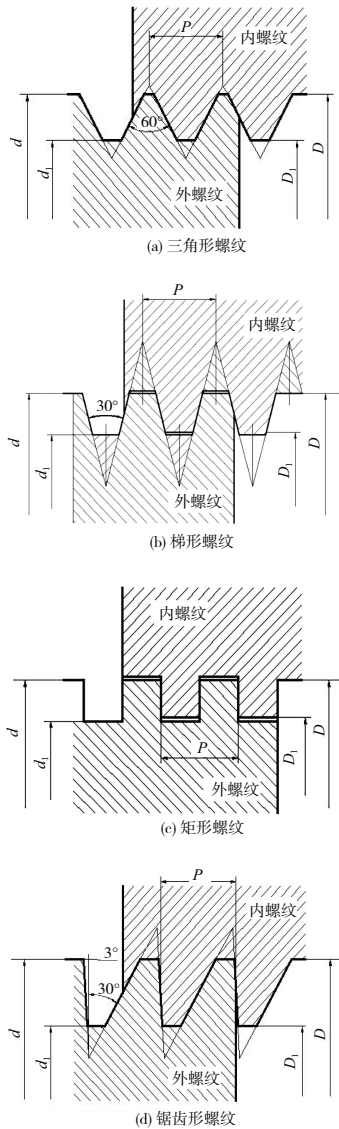 P
内螺纹
60°
d
d₁
D₁
D
外螺纹
(a) 三角形螺纹
P
内螺纹
30°
d
d₁
D₁
D
外螺纹
(b) 梯形螺纹
内螺纹
d
d₁
P
D₁
D
外螺纹
(c) 矩形螺纹
P
内螺纹
3°
30°
d
d₁
D₁
D
外螺纹
(d) 锯齿形螺纹